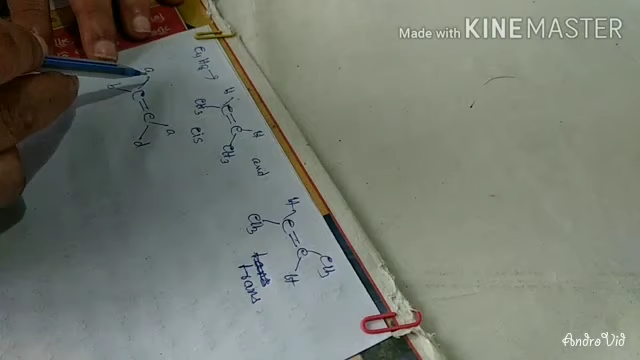 Made with KINEMASTER
C4H8 →
H H
C=C
CH3 CH3
cis
and
H CH3
C=C
CH3 H
trans
a a
C=C
d
AndroVid